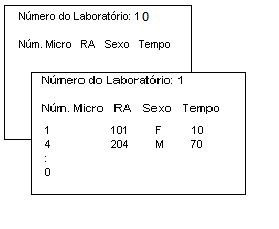 Número do Laboratório: 10
Núm. Micro RA Sexo Tempo
Número do Laboratório: 1
Núm. Micro RA Sexo Tempo
1 101 F 10
4 204 M 70
:
0